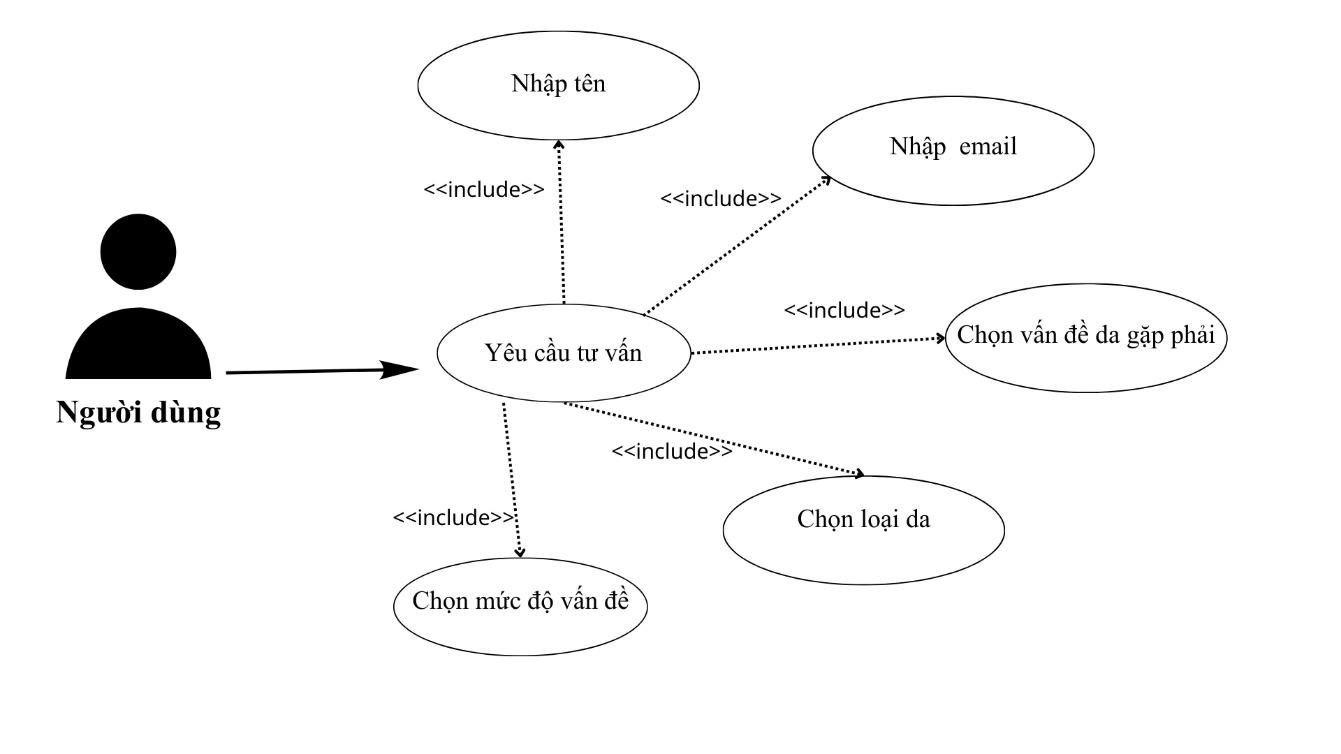 Nhập tên
Nhập email
<<include>>
<<include>>
<<include>>
Chọn vấn đề da gặp phải
Yêu cầu tư vấn
Người dùng
<<include>>
<<include>>
Chọn loại da
Chọn mức độ vấn đề